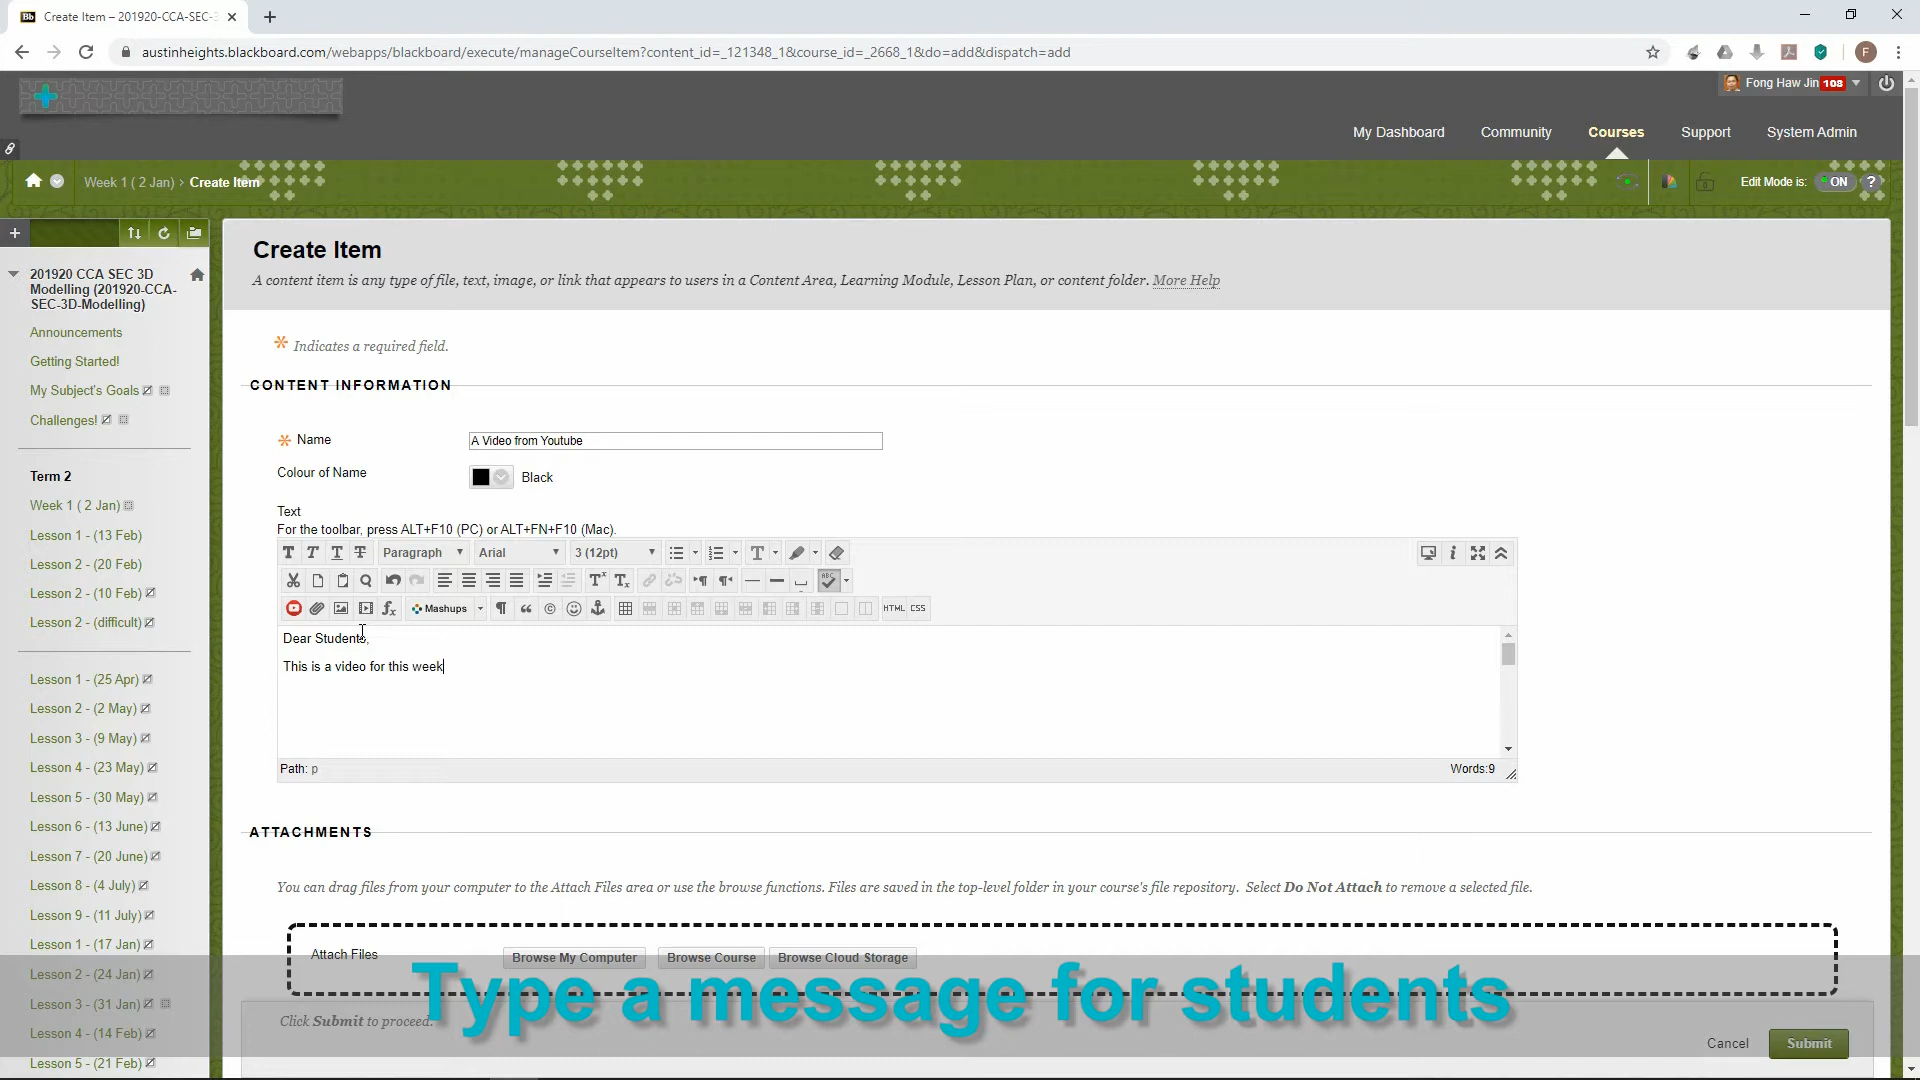 Create Item – 201920-CCA-SEC-3
austinheights.blackboard.com/webapps/blackboard/execute/manageCourseItem?content_id=_121348_1&course_id=_2668_1&do=add&dispatch=add
F
Fong Haw Jin 108
My Dashboard Community Courses Support System Admin
Week 1 ( 2 Jan) > Create Item
Edit Mode is: ON ?
201920 CCA SEC 3D
Modelling (201920-CCA-
SEC-3D-Modelling)
Announcements
Getting Started!
My Subject's Goals
Challenges!
Term 2
Week 1 ( 2 Jan)
Lesson 1 - (13 Feb)
Lesson 2 - (20 Feb)
Lesson 2 - (10 Feb)
Lesson 2 - (difficult)
Lesson 1 - (25 Apr)
Lesson 2 - (2 May)
Lesson 3 - (9 May)
Lesson 4 - (23 May)
Lesson 5 - (30 May)
Lesson 6 - (13 June)
Lesson 7 - (20 June)
Lesson 8 - (4 July)
Lesson 9 - (11 July)
Lesson 1 - (17 Jan)
Lesson 2 - (24 Jan)
Lesson 3 - (31 Jan)
Lesson 4 - (14 Feb)
Lesson 5 - (21 Feb)
Create Item
A content item is any type of file, text, image, or link that appears to users in a Content Area, Learning Module, Lesson Plan, or content folder. More Help
Indicates a required field.
CONTENT INFORMATION
Name A Video from Youtube
Colour of Name Black
Text
For the toolbar, press ALT+F10 (PC) or ALT+FN+F10 (Mac).
T T T T Paragraph Arial 3 (12pt) T
ABC
Mashups HTML CSS
Dear Students,
This is a video for this week
Path: p Words:9
ATTACHMENTS
You can drag files from your computer to the Attach Files area or use the browse functions. Files are saved in the top-level folder in your course's file repository. Select Do Not Attach to remove a selected file.
Attach Files Browse My Computer Browse Course Browse Cloud Storage
Type a message for students
Click Submit to proceed.
Cancel Submit